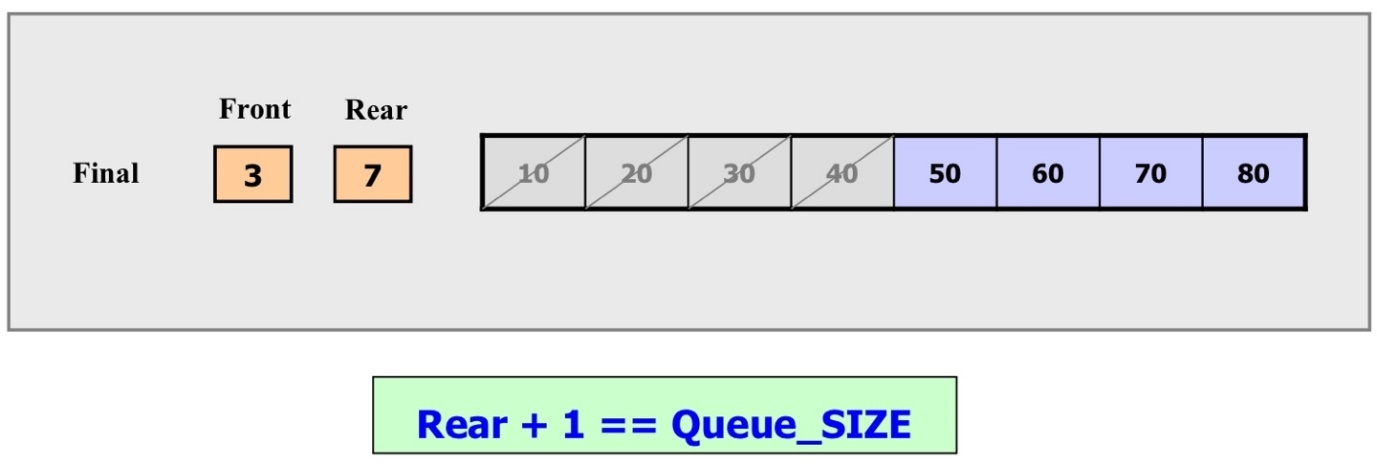 Front Rear
Final 3 7 10 20 30 40 50 60 70 80
Rear + 1 == Queue_SIZE